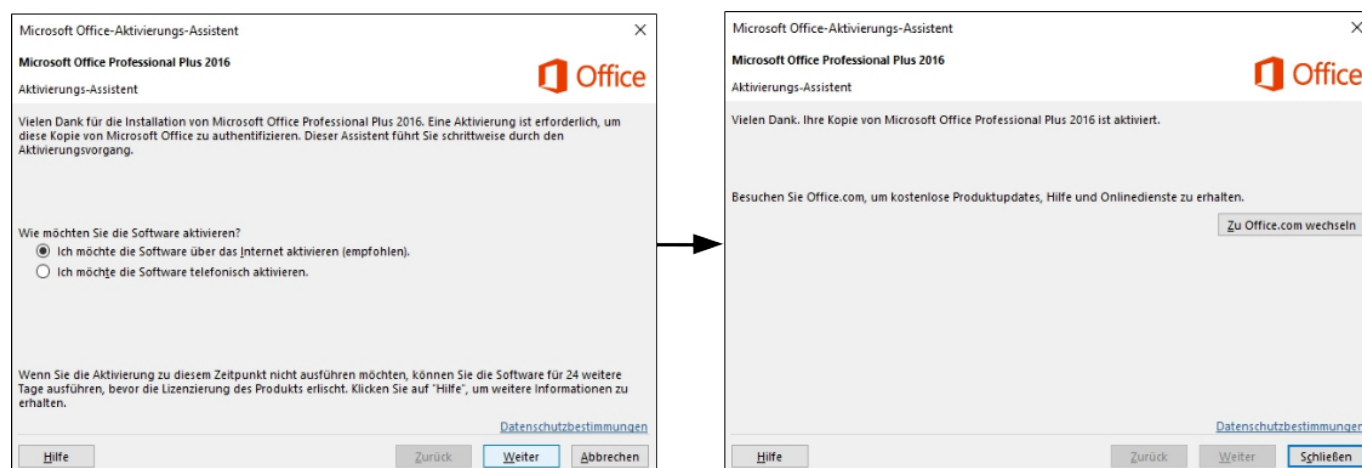 Microsoft Office-Aktivierungs-Assistent
Microsoft Office Professional Plus 2016
Office
Aktivierungs-Assistent
Vielen Dank für die Installation von Microsoft Office Professional Plus 2016. Eine Aktivierung ist erforderlich, um
diese Kopie von Microsoft Office zu authentifizieren. Dieser Assistent führt Sie schrittweise durch den
Aktivierungsvorgang.
Wie möchten Sie die Software aktivieren?
Ich möchte die Software über das Internet aktivieren (empfohlen).
Ich möchte die Software telefonisch aktivieren.
Wenn Sie die Aktivierung zu diesem Zeitpunkt nicht ausführen möchten, können Sie die Software für 24 weitere
Tage ausführen, bevor die Lizenzierung des Produkts erlischt. Klicken Sie auf "Hilfe", um weitere Informationen zu
erhalten.
Datenschutzbestimmungen
Hilfe
Zurück
Weiter
Abbrechen
Microsoft Office-Aktivierungs-Assistent
Microsoft Office Professional Plus 2016
Office
Aktivierungs-Assistent
Vielen Dank. Ihre Kopie von Microsoft Office Professional Plus 2016 ist aktiviert.
Besuchen Sie Office.com, um kostenlose Produktupdates, Hilfe und Onlinedienste zu erhalten.
Zu Office.com wechseln
Datenschutzbestimmungen
Hilfe
Zurück
Weiter
Schließen